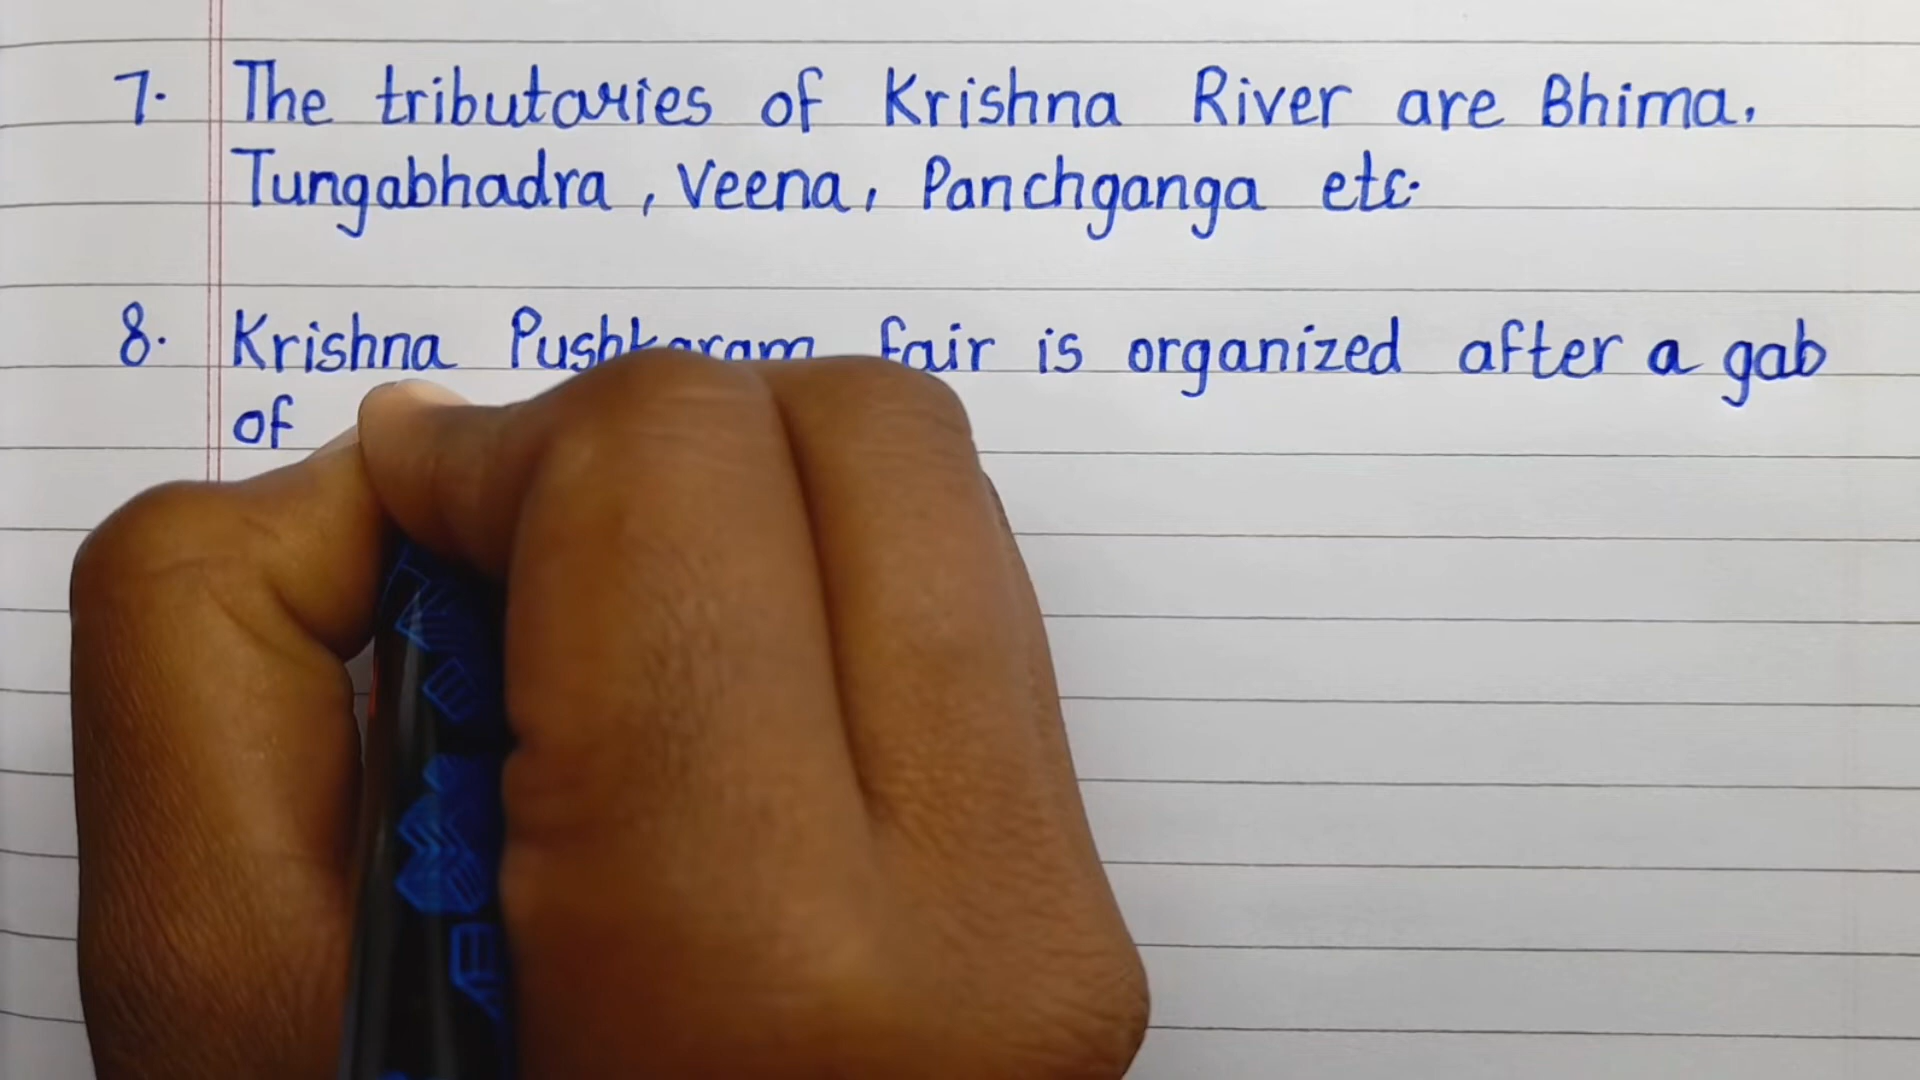 7. The tributaries of Krishna River are Bhima,
Tungabhadra, Veena, Panchganga etc.
8. Krishna Pushkaram fair is organized after a gab
of